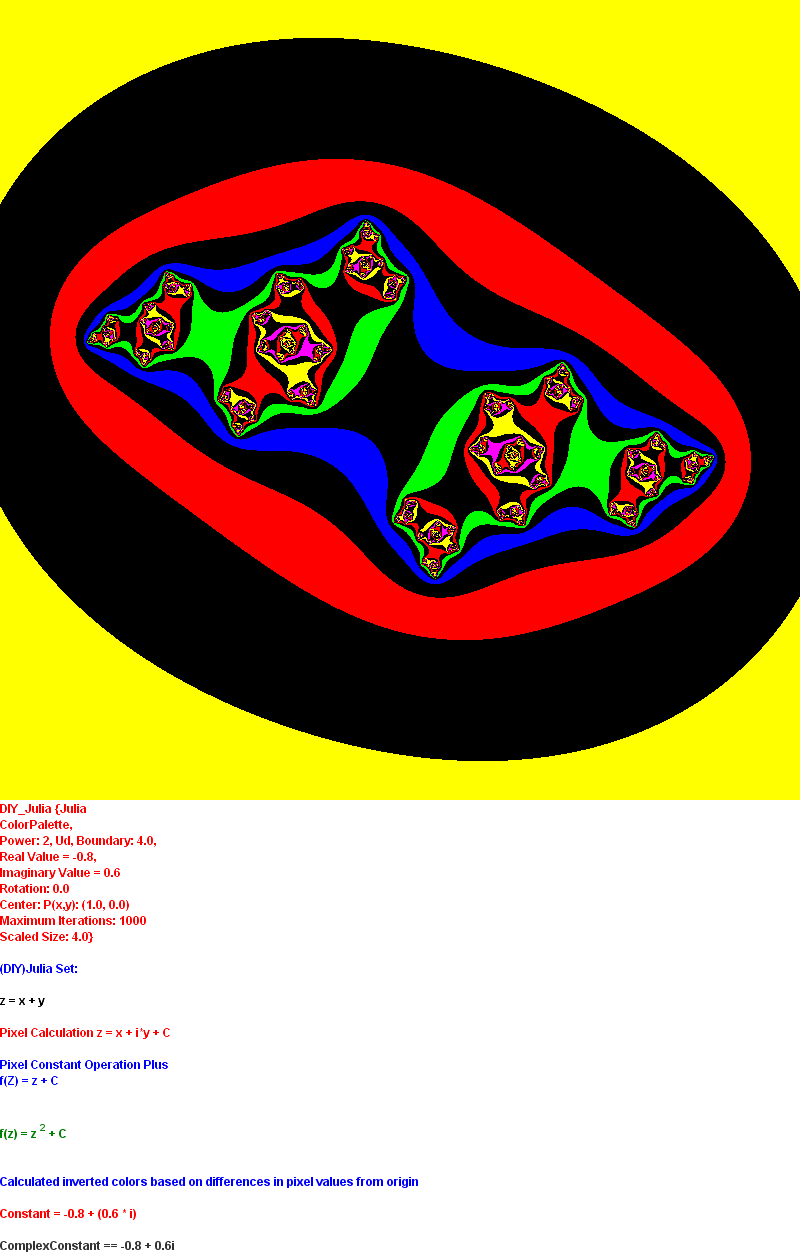 DIY_Julia {Julia
ColorPalette,
Power: 2, Ud, Boundary: 4.0,
Real Value = -0.8,
Imaginary Value = 0.6
Rotation: 0.0
Center: P(x,y): (1.0, 0.0)
Maximum Iterations: 1000
Scaled Size: 4.0}
(DIY)Julia Set:
z = x + y
Pixel Calculation z = x + i*y + C
Pixel Constant Operation Plus
f(Z) = z + C
f(z) = z ² + C
Calculated inverted colors based on differences in pixel values from origin
Constant = -0.8 + (0.6 * i)
ComplexConstant == -0.8 + 0.6i